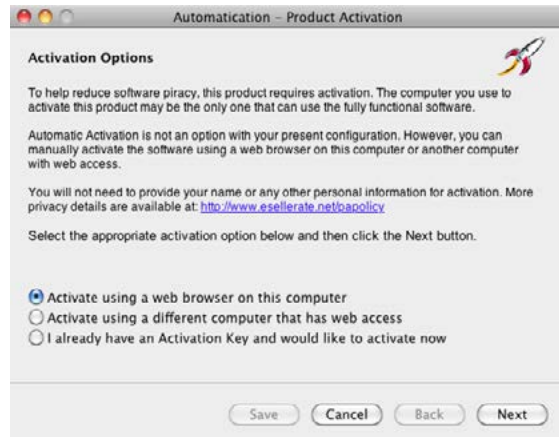 Automatication – Product Activation
Activation Options
To help reduce software piracy, this product requires activation. The computer you use to
activate this product may be the only one that can use the fully functional software.
Automatic Activation is not an option with your present configuration. However, you can
manually activate the software using a web browser on this computer or another computer
with web access.
You will not need to provide your name or any other personal information for activation. More
privacy details are available at: http://www.esellerate.net/papolicy
Select the appropriate activation option below and then click the Next button.
Activate using a web browser on this computer
Activate using a different computer that has web access
I already have an Activation Key and would like to activate now
Save Cancel Back Next